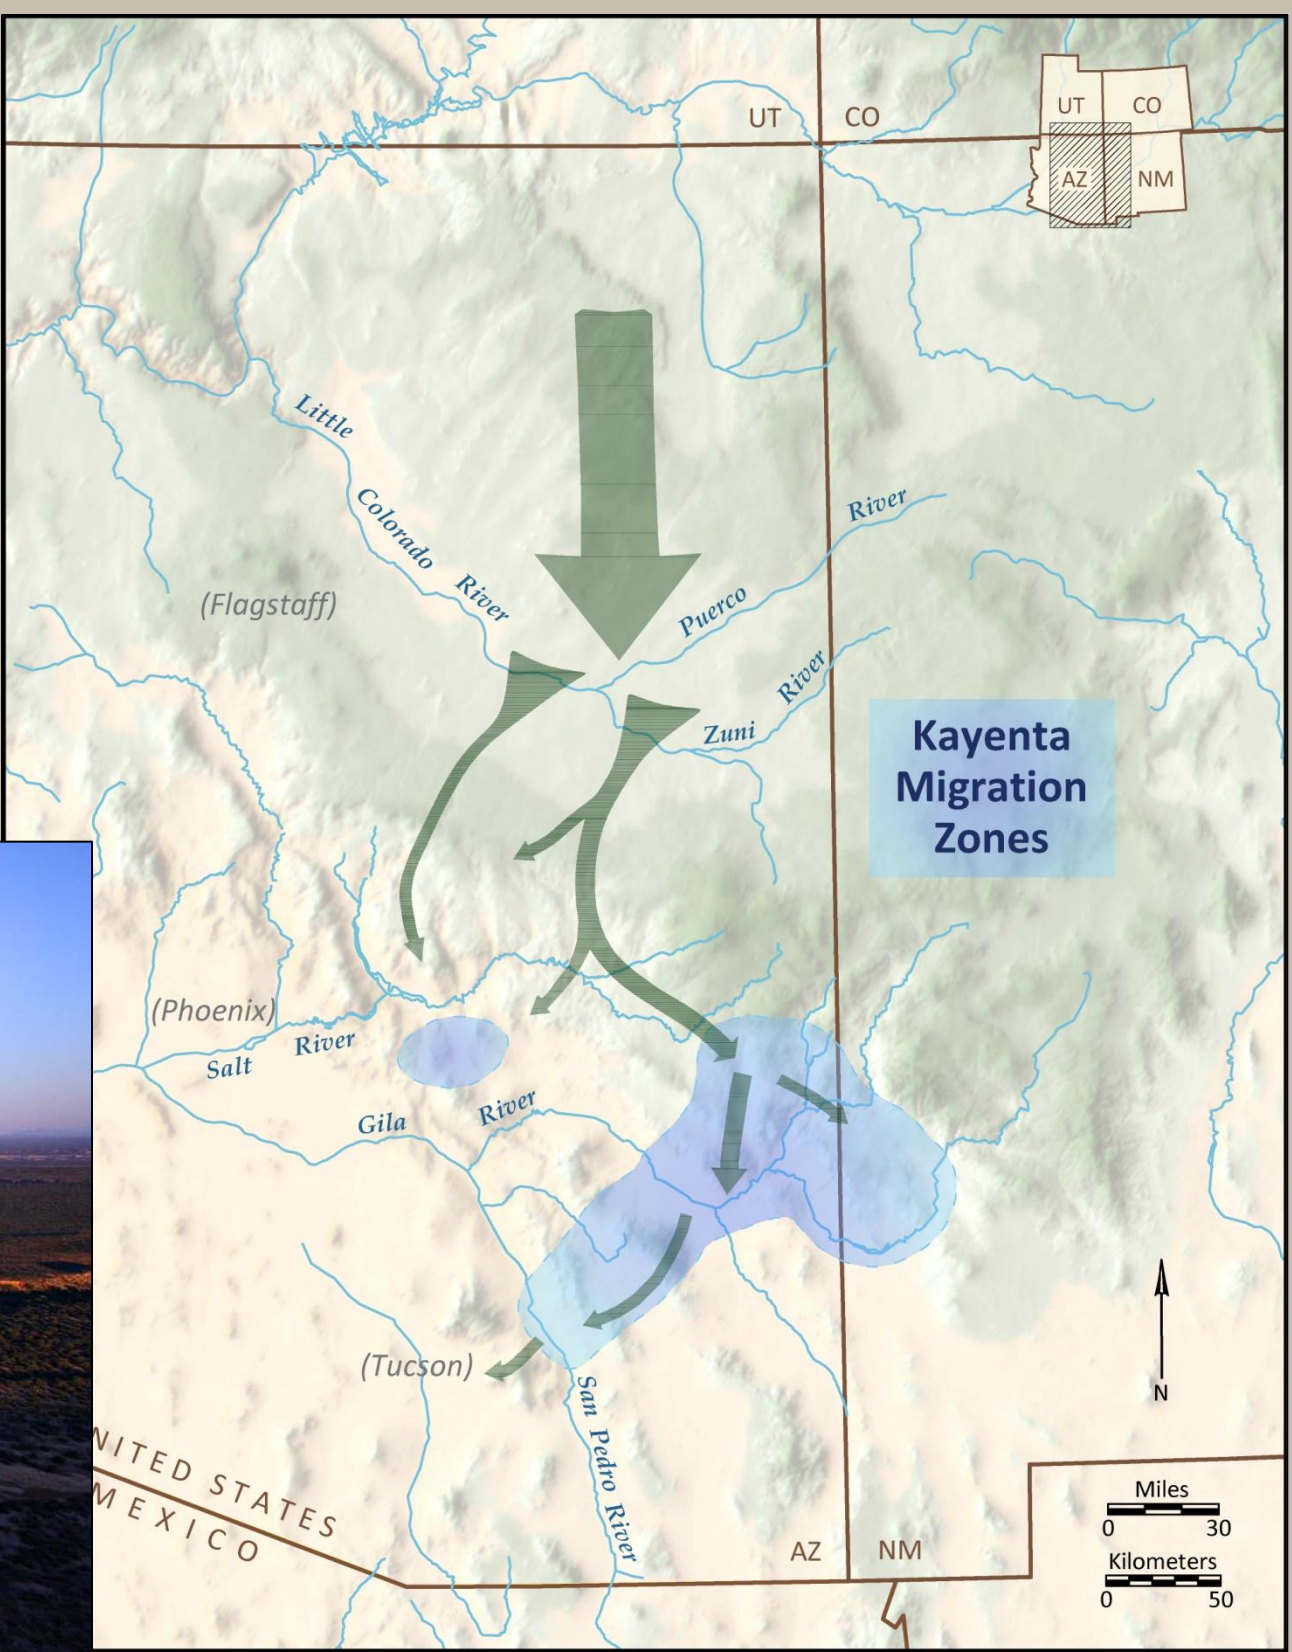 UT
CO
UT
CO
AZ
NM
Little
Colorado
River
River
Puerco
(Flagstaff)
River
Zuni
Kayenta
Migration
Zones
(Phoenix)
Salt River
Gila River
(Tucson)
San Pedro River
N
NITED STATES
MEXICO
AZ
NM
Miles
0 30
Kilometers
0 50